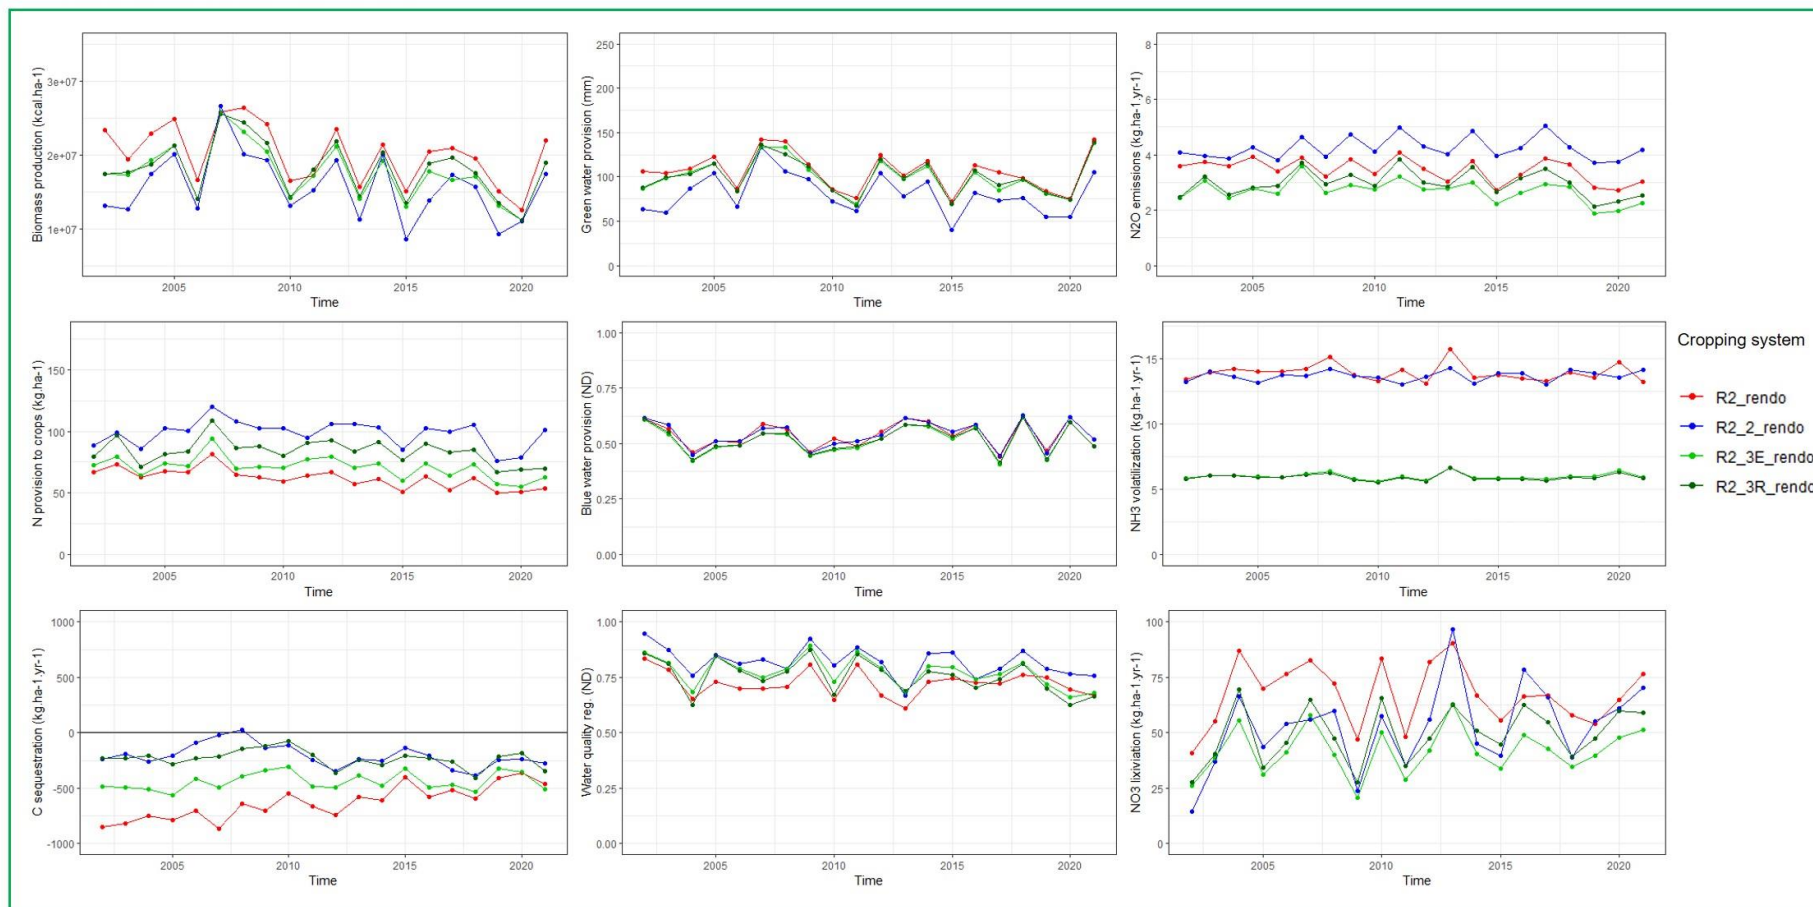 Biomass production (kcal.ha-1)
3e+07
2e+07
1e+07
2005
2010
2015
2020
Time
Green water provision (mm)
250
200
150
100
50
0
2005
2010
2015
2020
Time
N2O emissions (kg.ha-1.yr-1)
8
6
4
2
0
2005
2010
2015
2020
Time
N provision to crops (kg.ha-1)
150
100
50
0
2005
2010
2015
2020
Time
Blue water provision (ND)
1.00
0.75
0.50
0.25
0.00
2005
2010
2015
2020
Time
NH3 volatilization (kg.ha-1.yr-1)
15
10
5
0
2005
2010
2015
2020
Time
Cropping system
R2_rendo
R2_2_rendo
R2_3E_rendo
R2_3R_rendo
C sequestration (kg.ha-1.yr-1)
1000
500
0
-500
-1000
2005
2010
2015
2020
Time
Water quality reg. (ND)
1.00
0.75
0.50
0.25
0.00
2005
2010
2015
2020
Time
NO3 lixiviation (kg.ha-1.yr-1)
100
75
50
25
0
2005
2010
2015
2020
Time